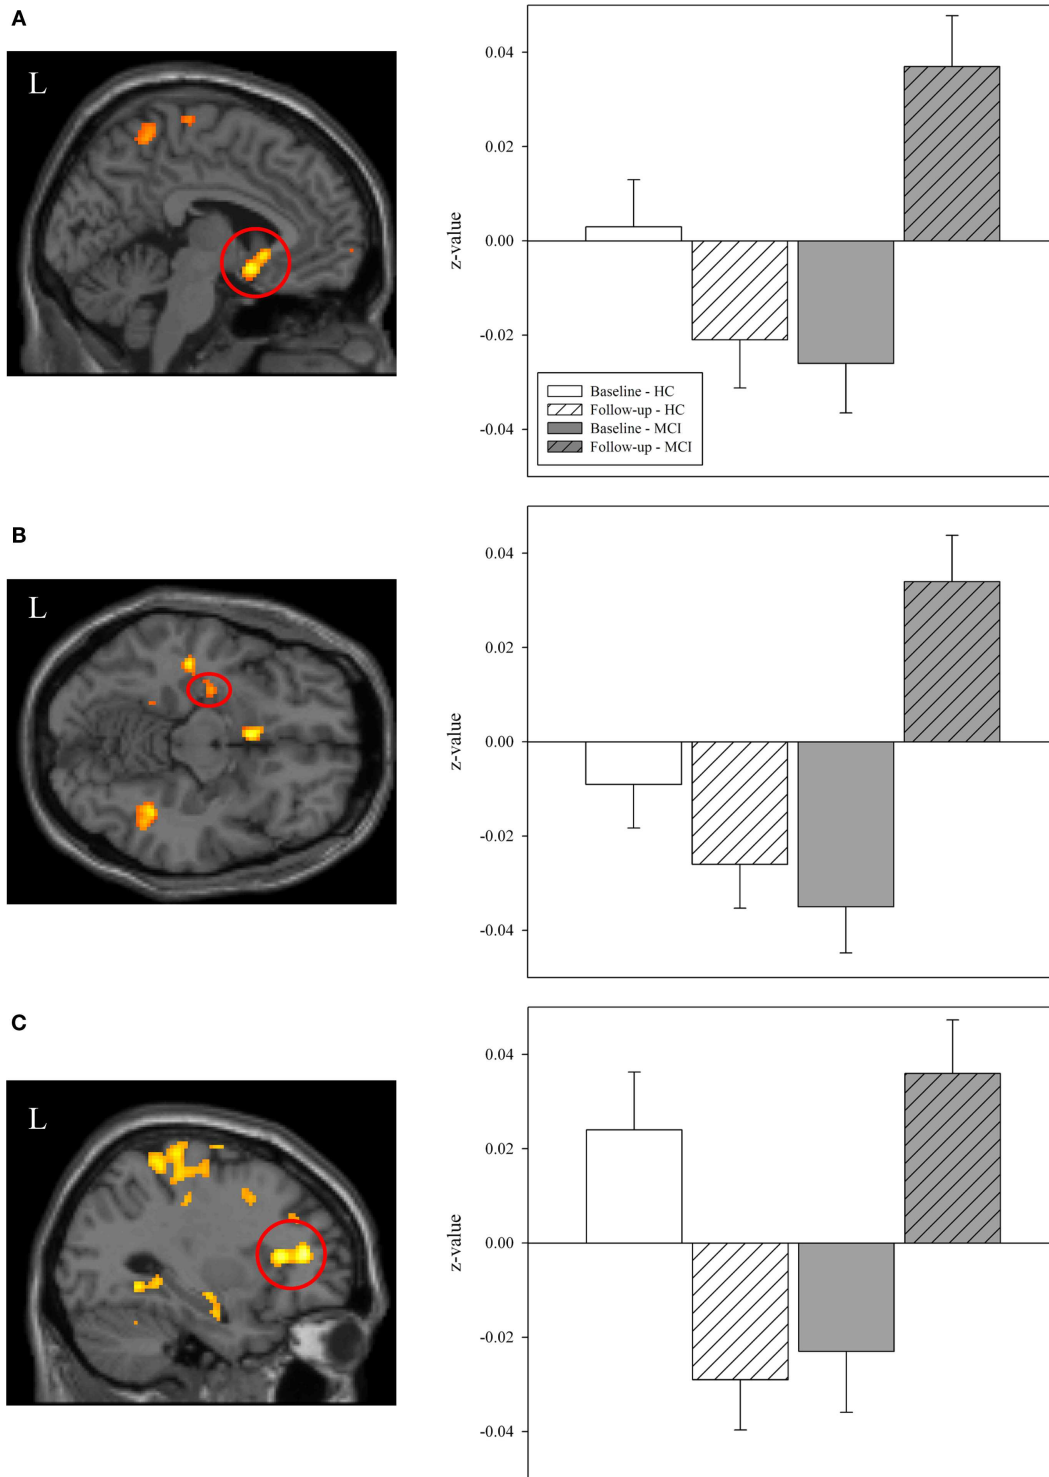 A
L
0.04
0.02
0.00
-0.02
-0.04
z-value
Baseline - HC
Follow-up - HC
Baseline - MCI
Follow-up - MCI
B
L
0.04
0.02
0.00
-0.02
-0.04
z-value
C
L
0.04
0.02
0.00
-0.02
-0.04
z-value